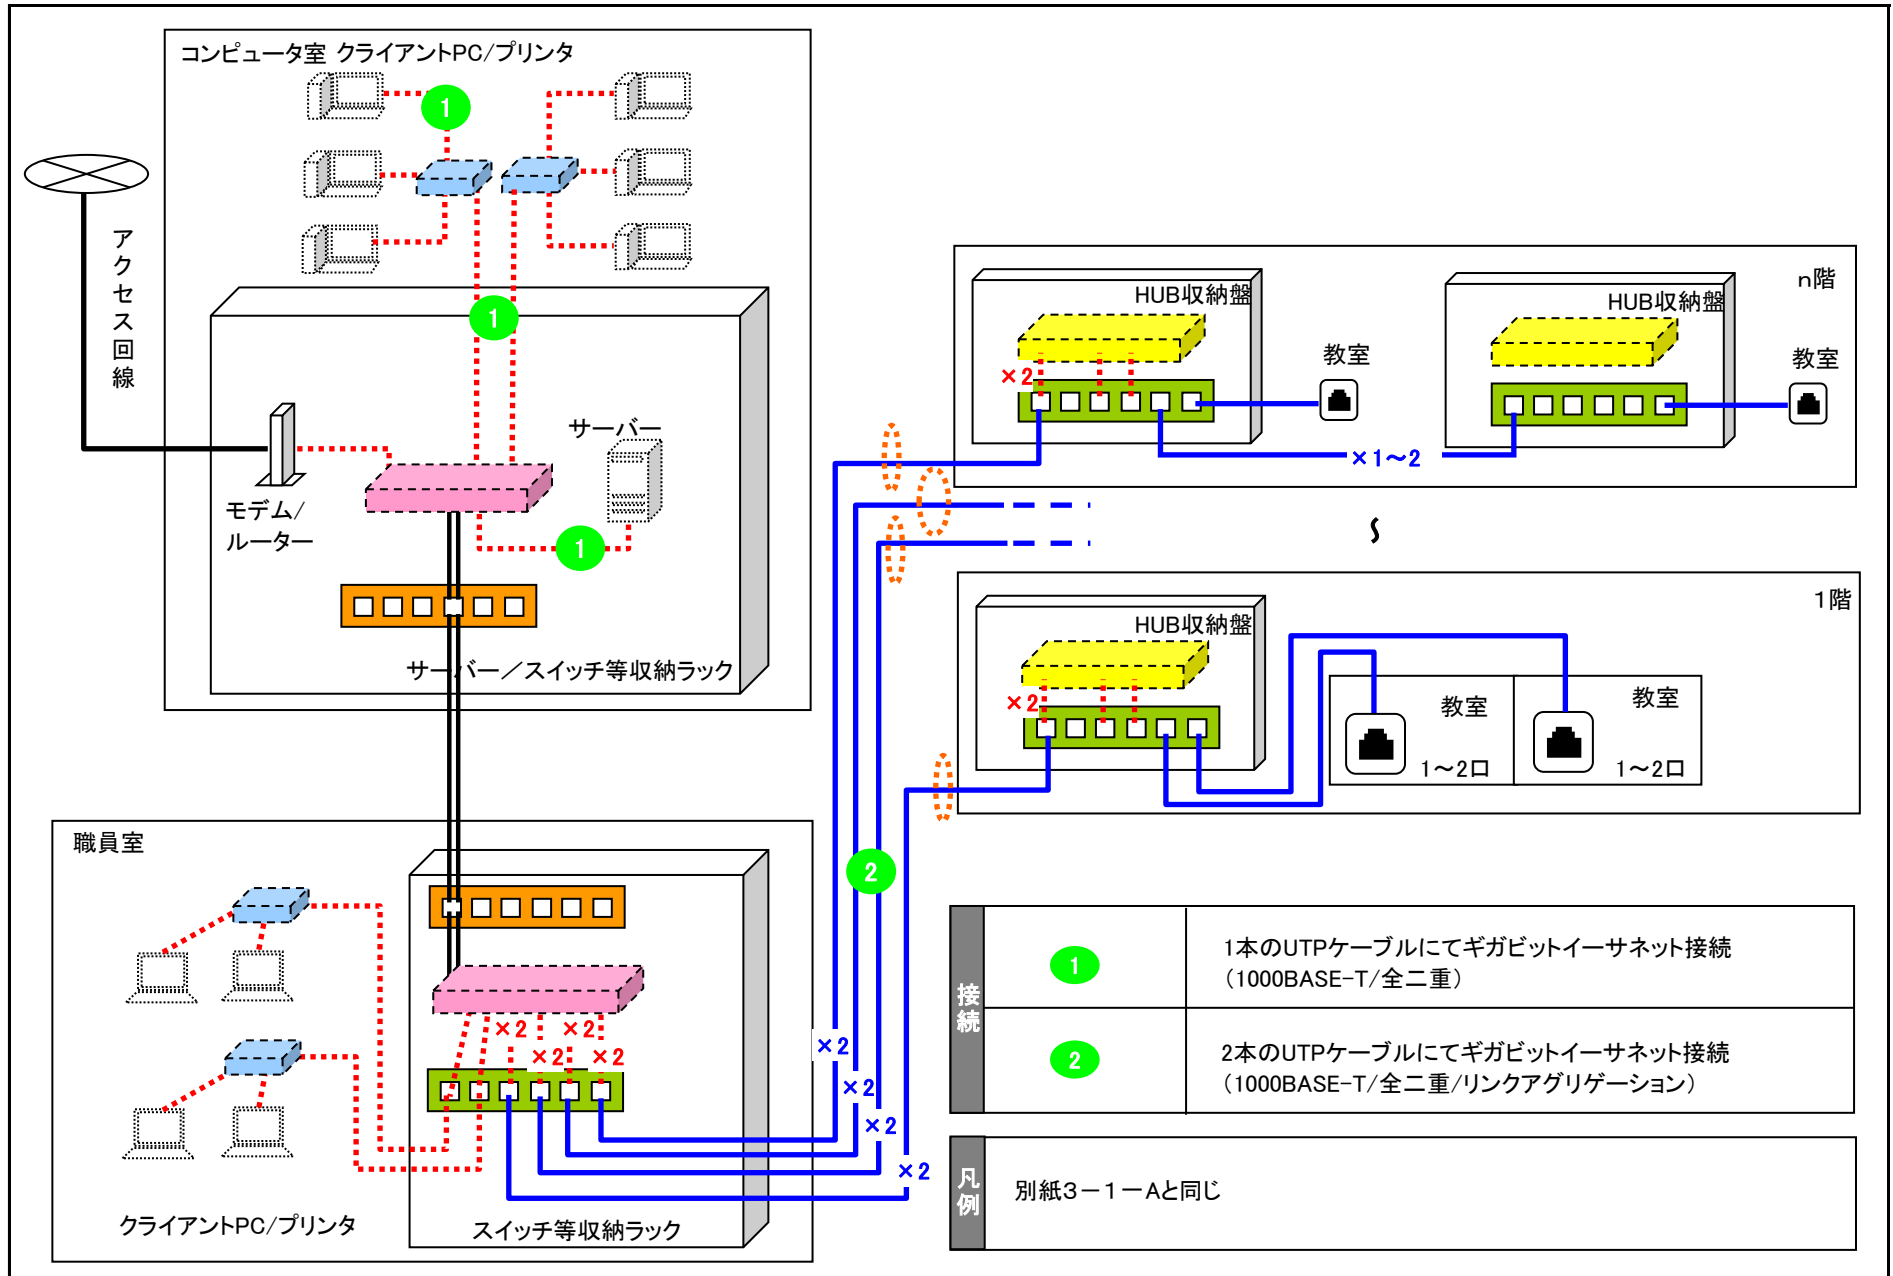 コンピュータ室 クライアントPC/プリンタ
1
アクセス回線
1
サーバー
モデム/
ルーター
1
サーバー／スイッチ等収納ラック
n階
HUB収納盤
×2
教室
HUB収納盤
教室
×1～2
～
1階
HUB収納盤
×2
教室
1～2口
教室
1～2口
職員室
2
×2
×2
×2
×2
×2
×2
×2
×2
クライアントPC/プリンタ
スイッチ等収納ラック
接続
1
1本のUTPケーブルにてギガビットイーサネット接続
（1000BASE-T/全二重）
2
2本のUTPケーブルにてギガビットイーサネット接続
（1000BASE-T/全二重/リンクアグリゲーション）
凡例
別紙３－１－Aと同じ